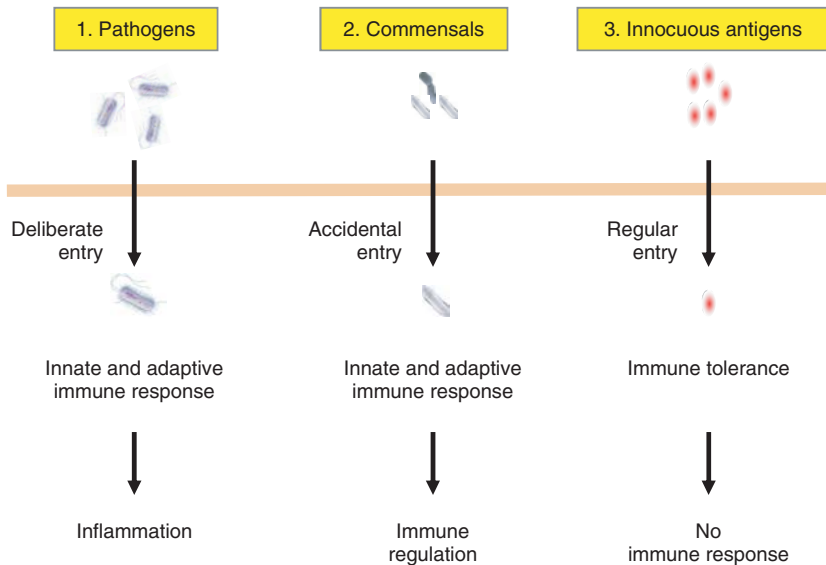 1. Pathogens
2. Commensals
3. Innocuous antigens
Deliberate
entry
Accidental
entry
Regular
entry
Innate and adaptive
immune response
Innate and adaptive
immune response
Immune tolerance
Inflammation
Immune
regulation
No
immune response